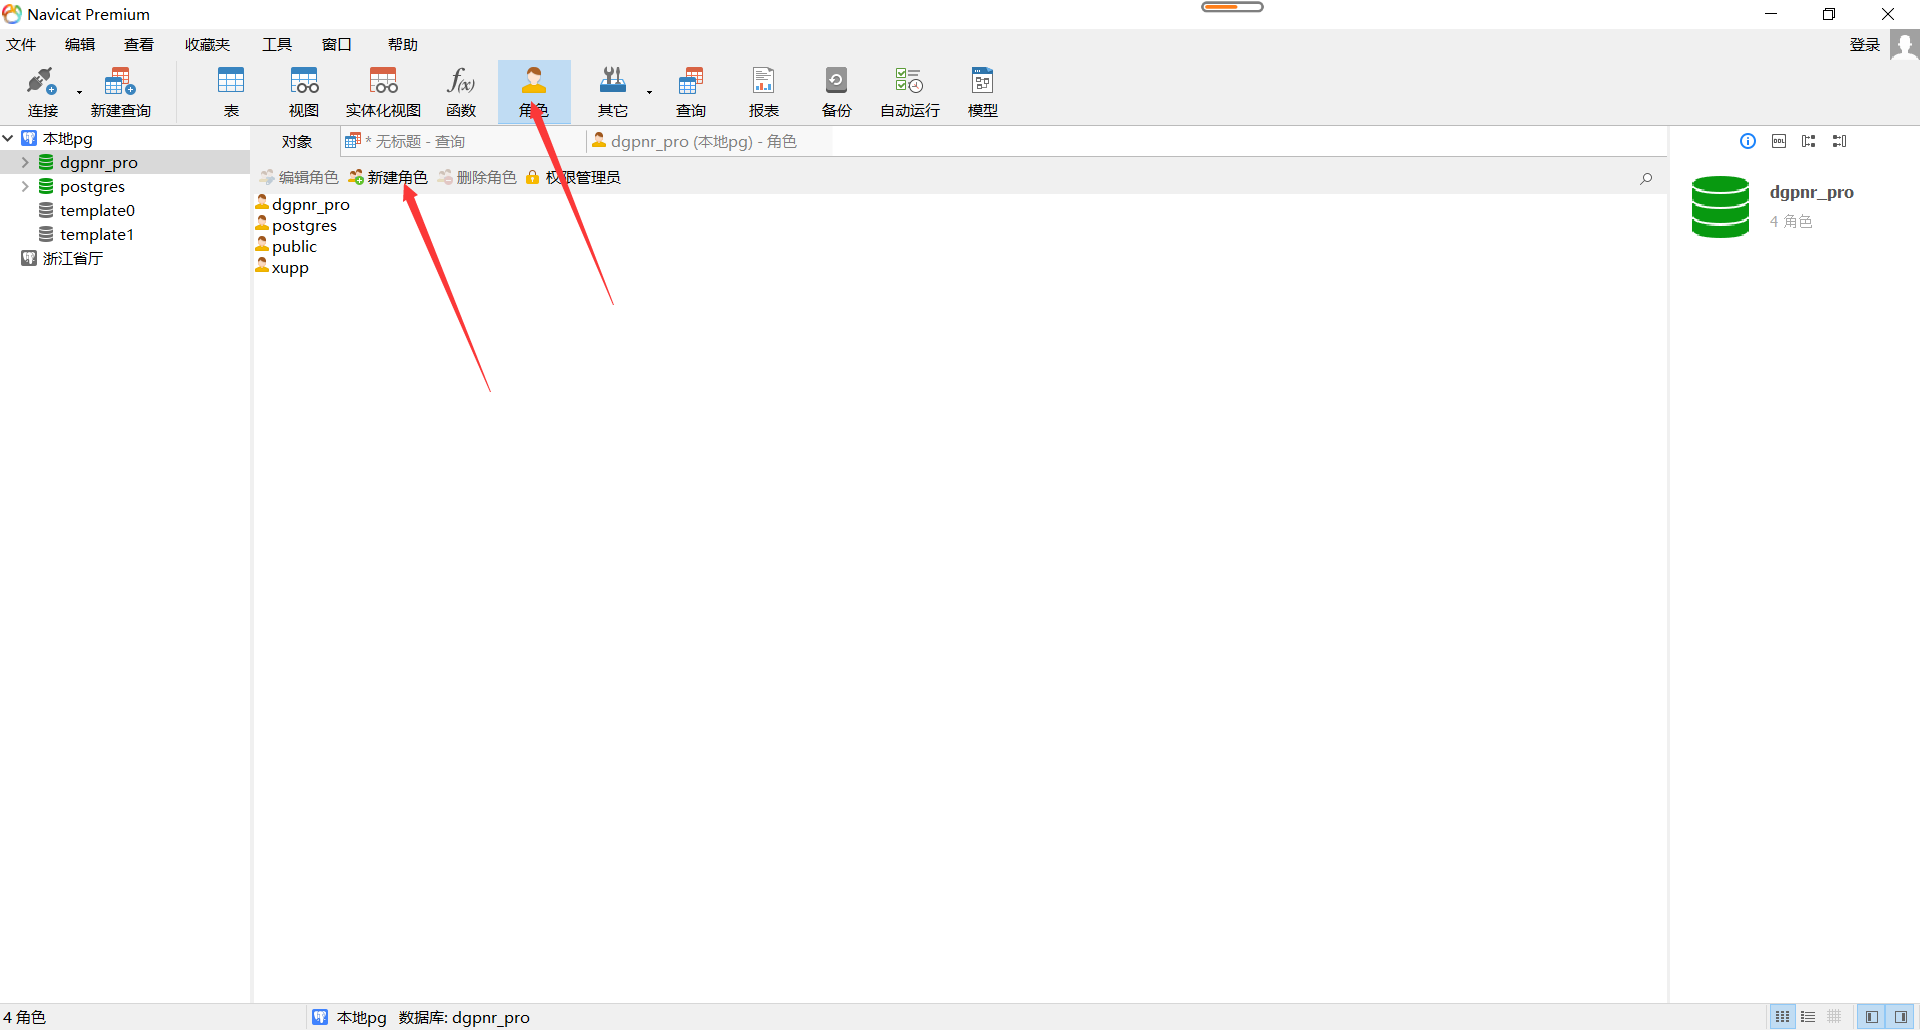 Navicat Premium
文件 编辑 查看 收藏夹 工具 窗口 帮助 登录
连接 新建查询 表 视图 实体化视图 函数 角色 其它 查询 报表 备份 自动运行 模型
本地pg
dgpnr_pro
postgres
template0
template1
浙江省厅
对象 * 无标题 - 查询 dgpnr_pro (本地pg) - 角色
编辑角色 新建角色 删除角色 权限管理员
dgpnr_pro
postgres
public
xupp
DDL
dgpnr_pro
4 角色
4 角色 本地pg 数据库: dgpnr_pro